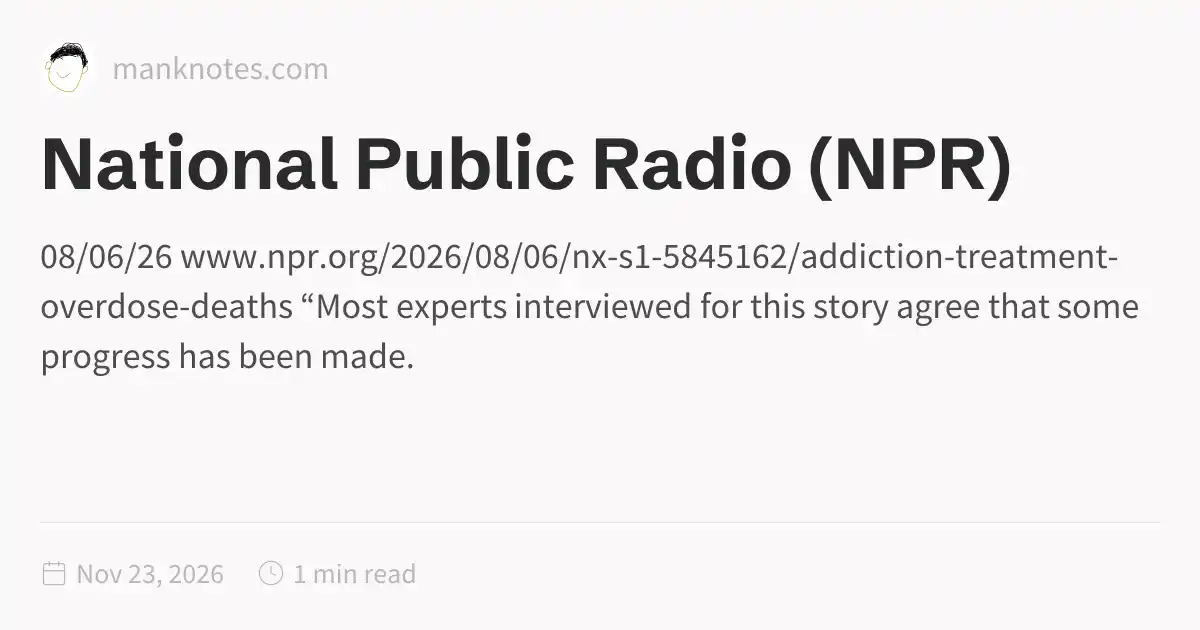 manknotes.com
National Public Radio (NPR)
08/06/26 www.npr.org/2026/08/06/nx-s1-5845162/addiction-treatment-
overdose-deaths “Most experts interviewed for this story agree that some
progress has been made.
Nov 23, 2026 1 min read